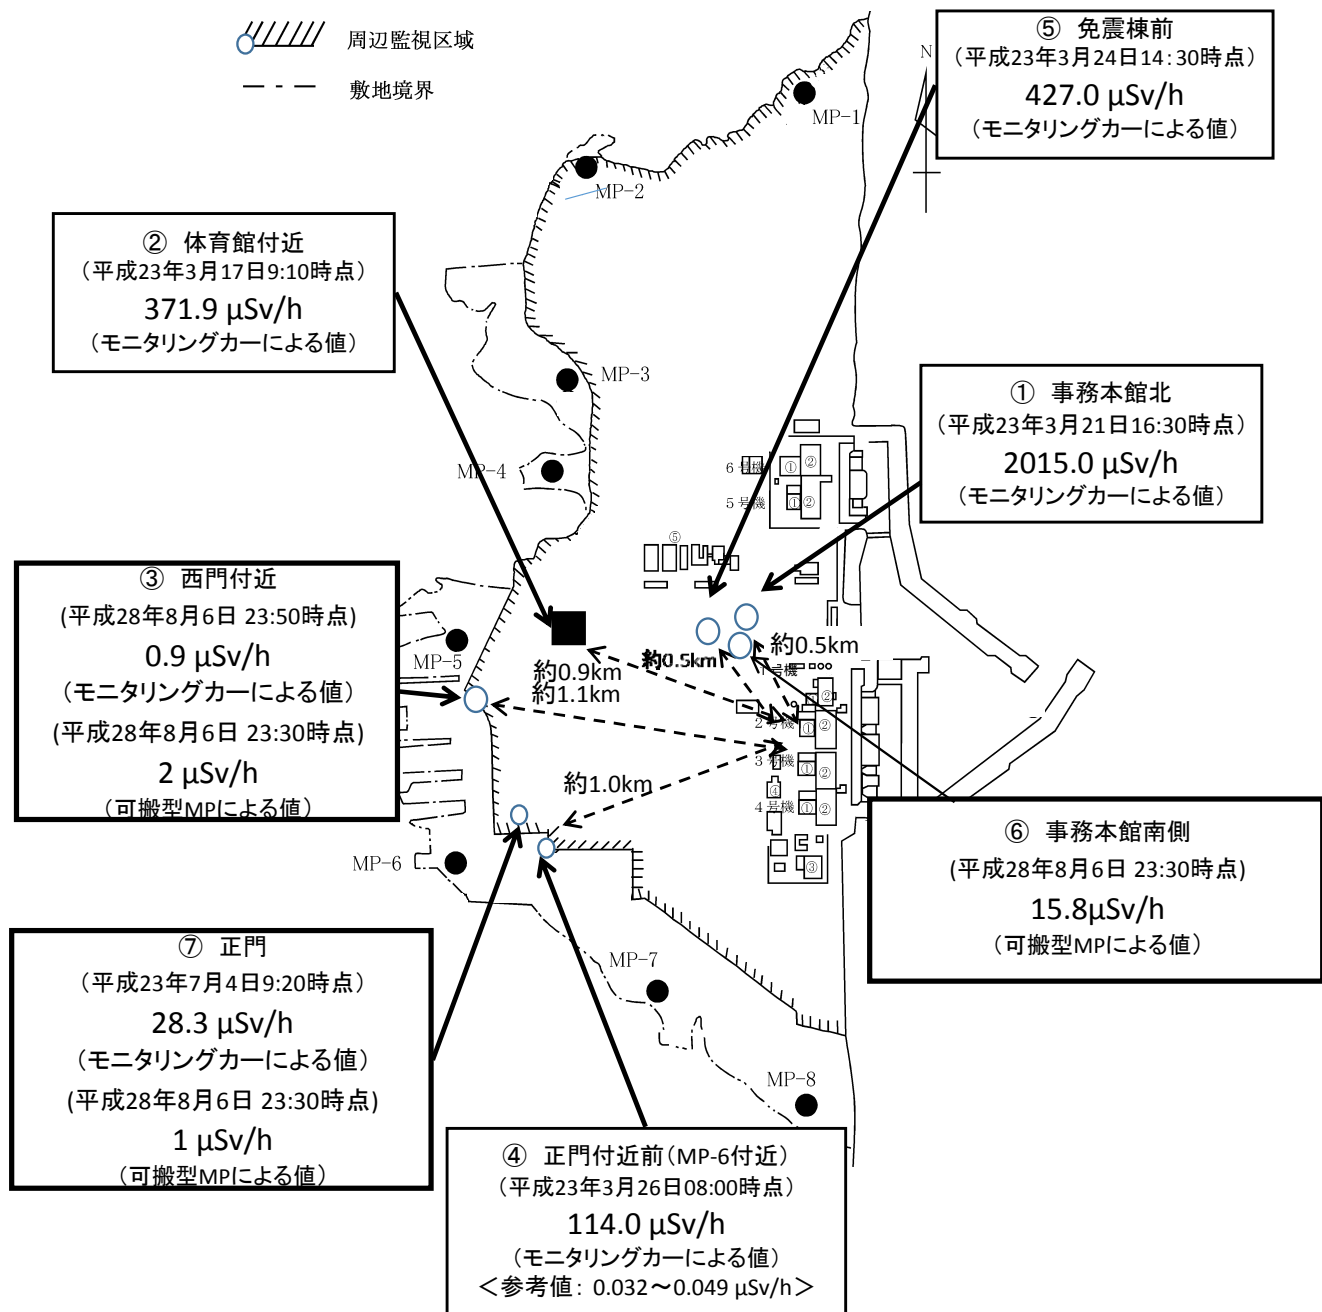 周辺監視区域
敷地境界
⑤ 免震棟前
(平成23年3月24日14:30時点)
427.0 μSv/h
(モニタリングカーによる値)
N
MP-1
MP-2
② 体育館付近
(平成23年3月17日9:10時点)
371.9 μSv/h
(モニタリングカーによる値)
MP-3
① 事務本館北
(平成23年3月21日16:30時点)
2015.0 μSv/h
(モニタリングカーによる値)
MP-4
6号機
①
②
5号機
①
②
⑤
③ 西門付近
(平成28年8月6日 23:50時点)
0.9 μSv/h
(モニタリングカーによる値)
(平成28年8月6日 23:30時点)
2 μSv/h
(可搬型MPによる値)
MP-5
約0.9km
約1.1km
約0.5km
約0.5km
1号機
②
2号機
①
②
3号機
①
②
④
4号機
①
②
③
約1.0km
MP-6
⑥ 事務本館南側
(平成28年8月6日 23:30時点)
15.8μSv/h
(可搬型MPによる値)
⑦ 正門
(平成23年7月4日9:20時点)
28.3 μSv/h
(モニタリングカーによる値)
(平成28年8月6日 23:30時点)
1 μSv/h
(可搬型MPによる値)
MP-7
MP-8
④ 正門付近前(MP-6付近)
(平成23年3月26日08:00時点)
114.0 μSv/h
(モニタリングカーによる値)
<参考値: 0.032～0.049 μSv/h>